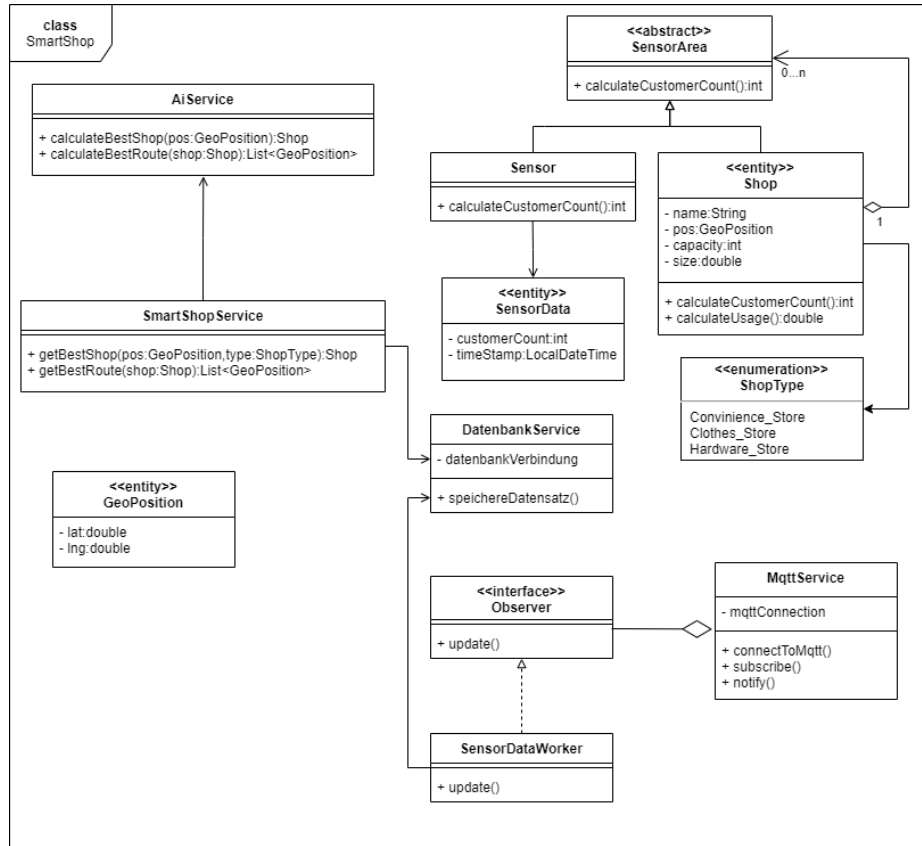 class
SmartShop
<<abstract>>
SensorArea
+ calculateCustomerCount():int
0...n
AiService
+ calculateBestShop(pos:GeoPosition):Shop
+ calculateBestRoute(shop:Shop):List<GeoPosition>
Sensor
+ calculateCustomerCount():int
<<entity>>
Shop
- name:String
- pos:GeoPosition
- capacity:int
- size:double
+ calculateCustomerCount():int
+ calculateUsage():double
1
<<entity>>
SensorData
- customerCount:int
- timeStamp:LocalDateTime
SmartShopService
+ getBestShop(pos:GeoPosition,type:ShopType):Shop
+ getBestRoute(shop:Shop):List<GeoPosition>
<<enumeration>>
ShopType
Convinience_Store
Clothes_Store
Hardware_Store
DatenbankService
- datenbankVerbindung
+ speichereDatensatz()
<<entity>>
GeoPosition
- lat:double
- lng:double
<<interface>>
Observer
+ update()
MqttService
- mqttConnection
+ connectToMqtt()
+ subscribe()
+ notify()
SensorDataWorker
+ update()